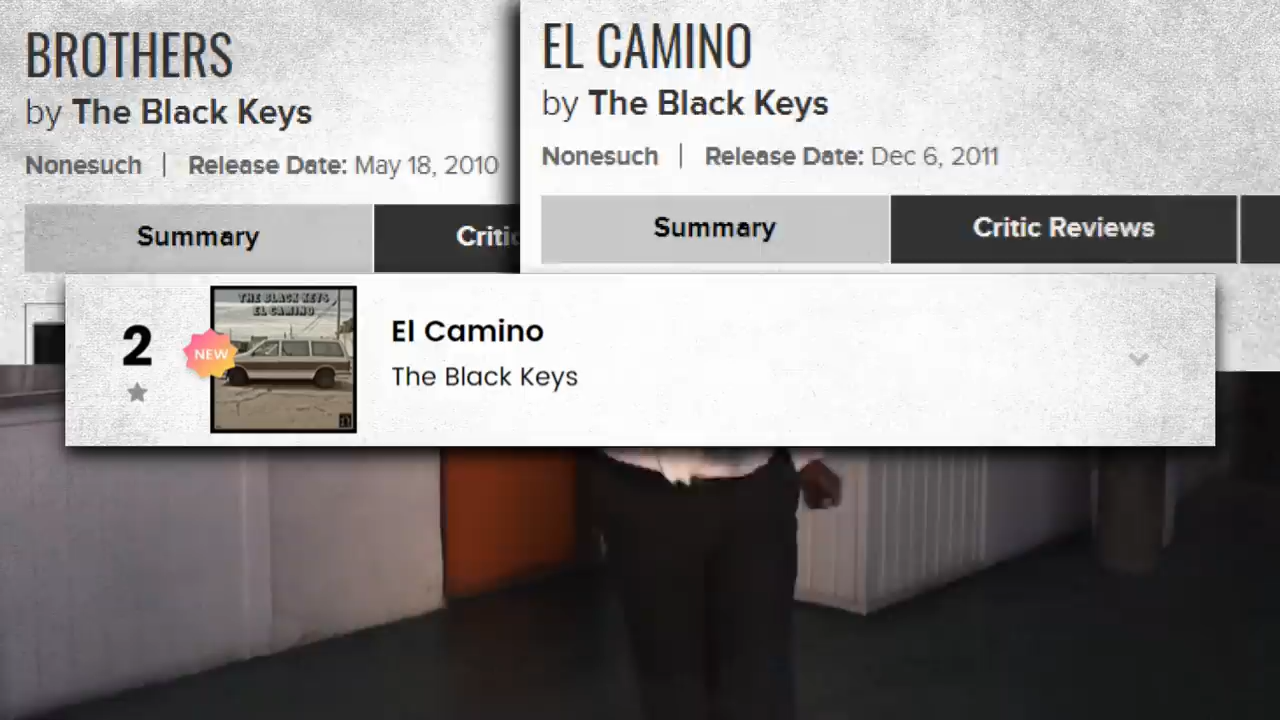 BROTHERS
by The Black Keys
Nonesuch | Release Date: May 18, 2010
Summary
Critic
EL CAMINO
by The Black Keys
Nonesuch | Release Date: Dec 6, 2011
Summary
Critic Reviews
2
NEW
THE BLACK KEYS
EL CAMINO
El Camino
The Black Keys